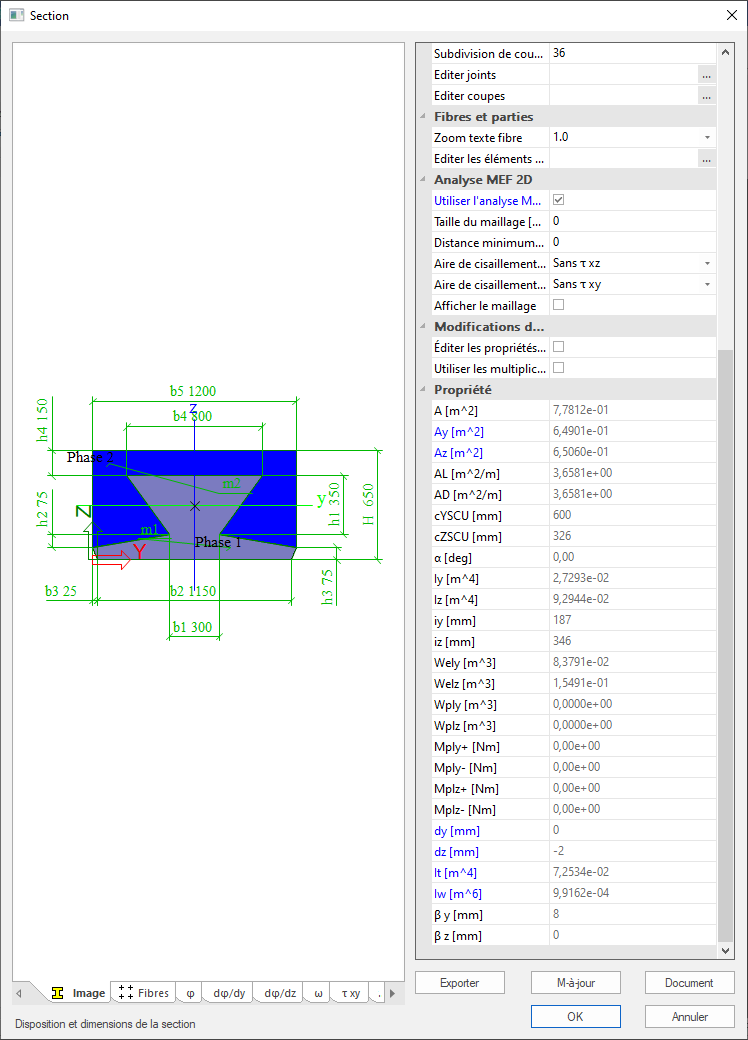 Section
b5 1200
z
b4 800
h4 150
Phase 2
m2
y
h2 75
h1 350
H 650
Z
m1
Phase 1
Y
b3 25
b2 1150
h3 75
b1 300
Image
Fibres
φ
dφ/dy
dφ/dz
ω
τ xy
.
Disposition et dimensions de la section
Subdivision de cou... 36
Editer joints ...
Editer coupes ...
Fibres et parties
Zoom texte fibre 1.0
Editer les éléments ... ...
Analyse MEF 2D
Utiliser l'analyse M...
Taille du maillage [... 0
Distance minimum... 0
Aire de cisaillement... Sans τ xz
Aire de cisaillement... Sans τ xy
Afficher le maillage
Modifications d...
Éditer les propriétés...
Utiliser les multiplic...
Propriété
A [m^2] 7,7812e-01
Ay [m^2] 6,4901e-01
Az [m^2] 6,5060e-01
AL [m^2/m] 3,6581e+00
AD [m^2/m] 3,6581e+00
cYSCU [mm] 600
cZSCU [mm] 326
α [deg] 0,00
Iy [m^4] 2,7293e-02
Iz [m^4] 9,2944e-02
iy [mm] 187
iz [mm] 346
Wely [m^3] 8,3791e-02
Welz [m^3] 1,5491e-01
Wply [m^3] 0,0000e+00
Wplz [m^3] 0,0000e+00
Mply+ [Nm] 0,00e+00
Mply- [Nm] 0,00e+00
Mplz+ [Nm] 0,00e+00
Mplz- [Nm] 0,00e+00
dy [mm] 0
dz [mm] -2
It [m^4] 7,2534e-02
Iw [m^6] 9,9162e-04
β y [mm] 8
β z [mm] 0
Exporter
M-à-jour
Document
OK
Annuler